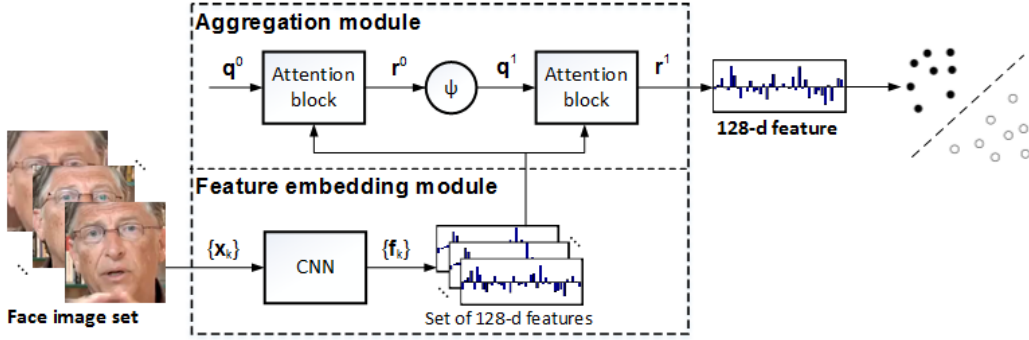 Aggregation module
q⁰
Attention
block
r⁰
ψ
q¹
Attention
block
r¹
128-d feature
Feature embedding module
{xₖ}
CNN
{fₖ}
Set of 128-d features
Face image set